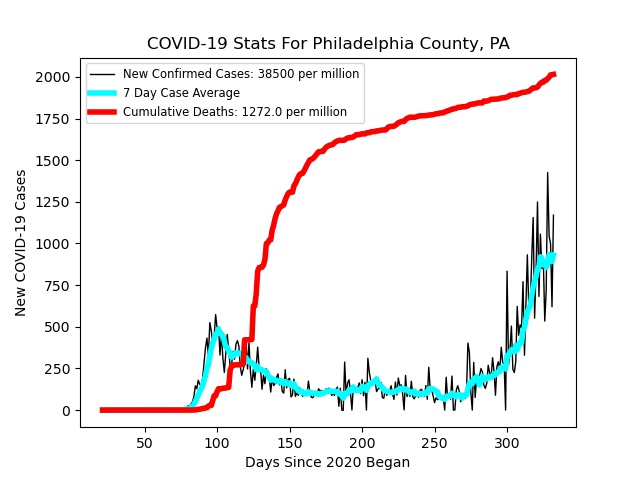 COVID-19 Stats For Philadelphia County, PA
New Confirmed Cases: 38500 per million
7 Day Case Average
Cumulative Deaths: 1272.0 per million
New COVID-19 Cases
2000
1750
1500
1250
1000
750
500
250
0
50 100 150 200 250 300
Days Since 2020 Began